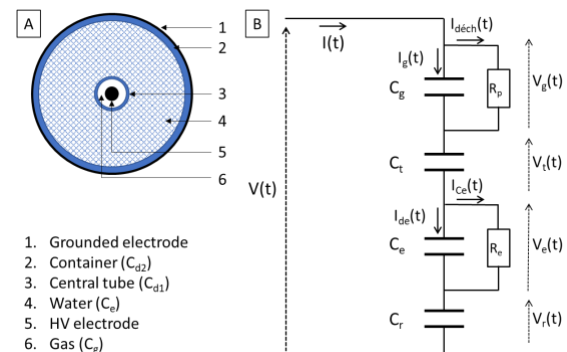 A
1
2
3
4
5
6
1. Grounded electrode
2. Container (Cd2)
3. Central tube (Cd1)
4. Water (Ce)
5. HV electrode
6. Gas (Cg)
B
I(t)
Idéch(t)
Ig(t)
Cg
Rp
Vg(t)
Ct
Vt(t)
V(t)
ICe(t)
Ide(t)
Ce
Re
Ve(t)
Cr
Vr(t)